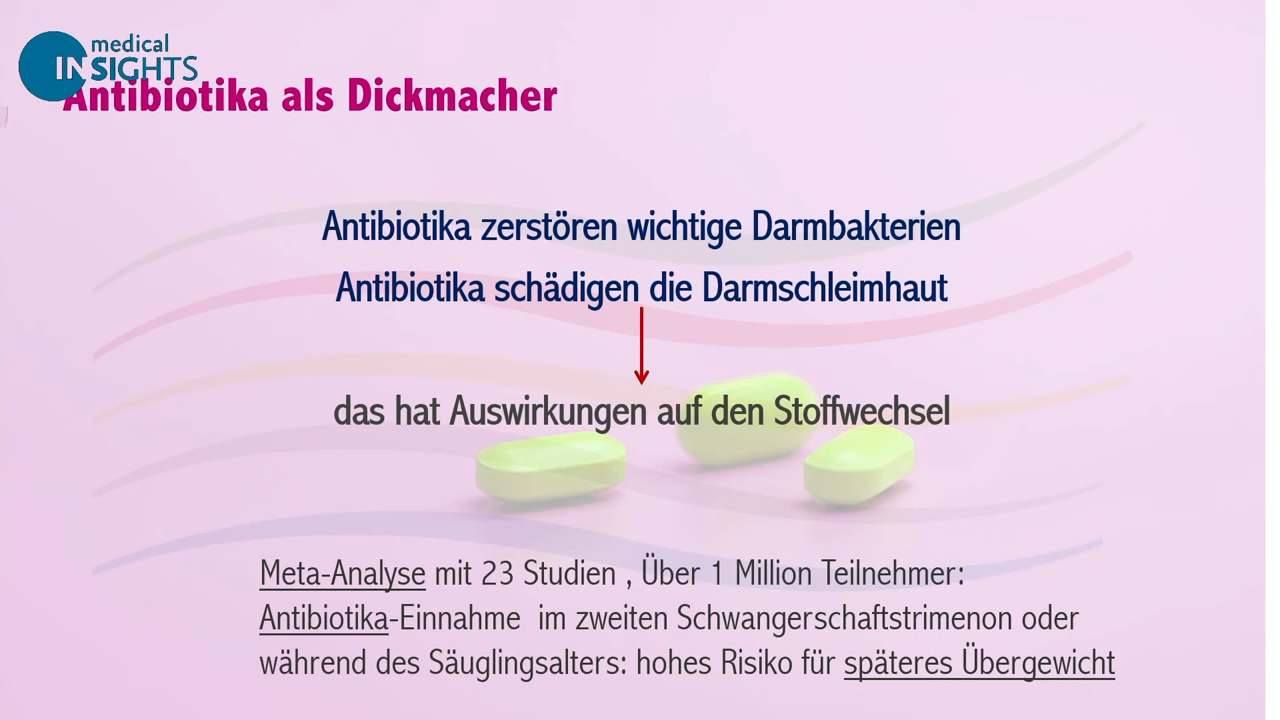 medical
INSIGHTS
Antibiotika als Dickmacher
Antibiotika zerstören wichtige Darmbakterien
Antibiotika schädigen die Darmschleimhaut
das hat Auswirkungen auf den Stoffwechsel
Meta-Analyse mit 23 Studien , Über 1 Million Teilnehmer:
Antibiotika-Einnahme im zweiten Schwangerschaftstrimenon oder
während des Säuglingsalters: hohes Risiko für späteres Übergewicht